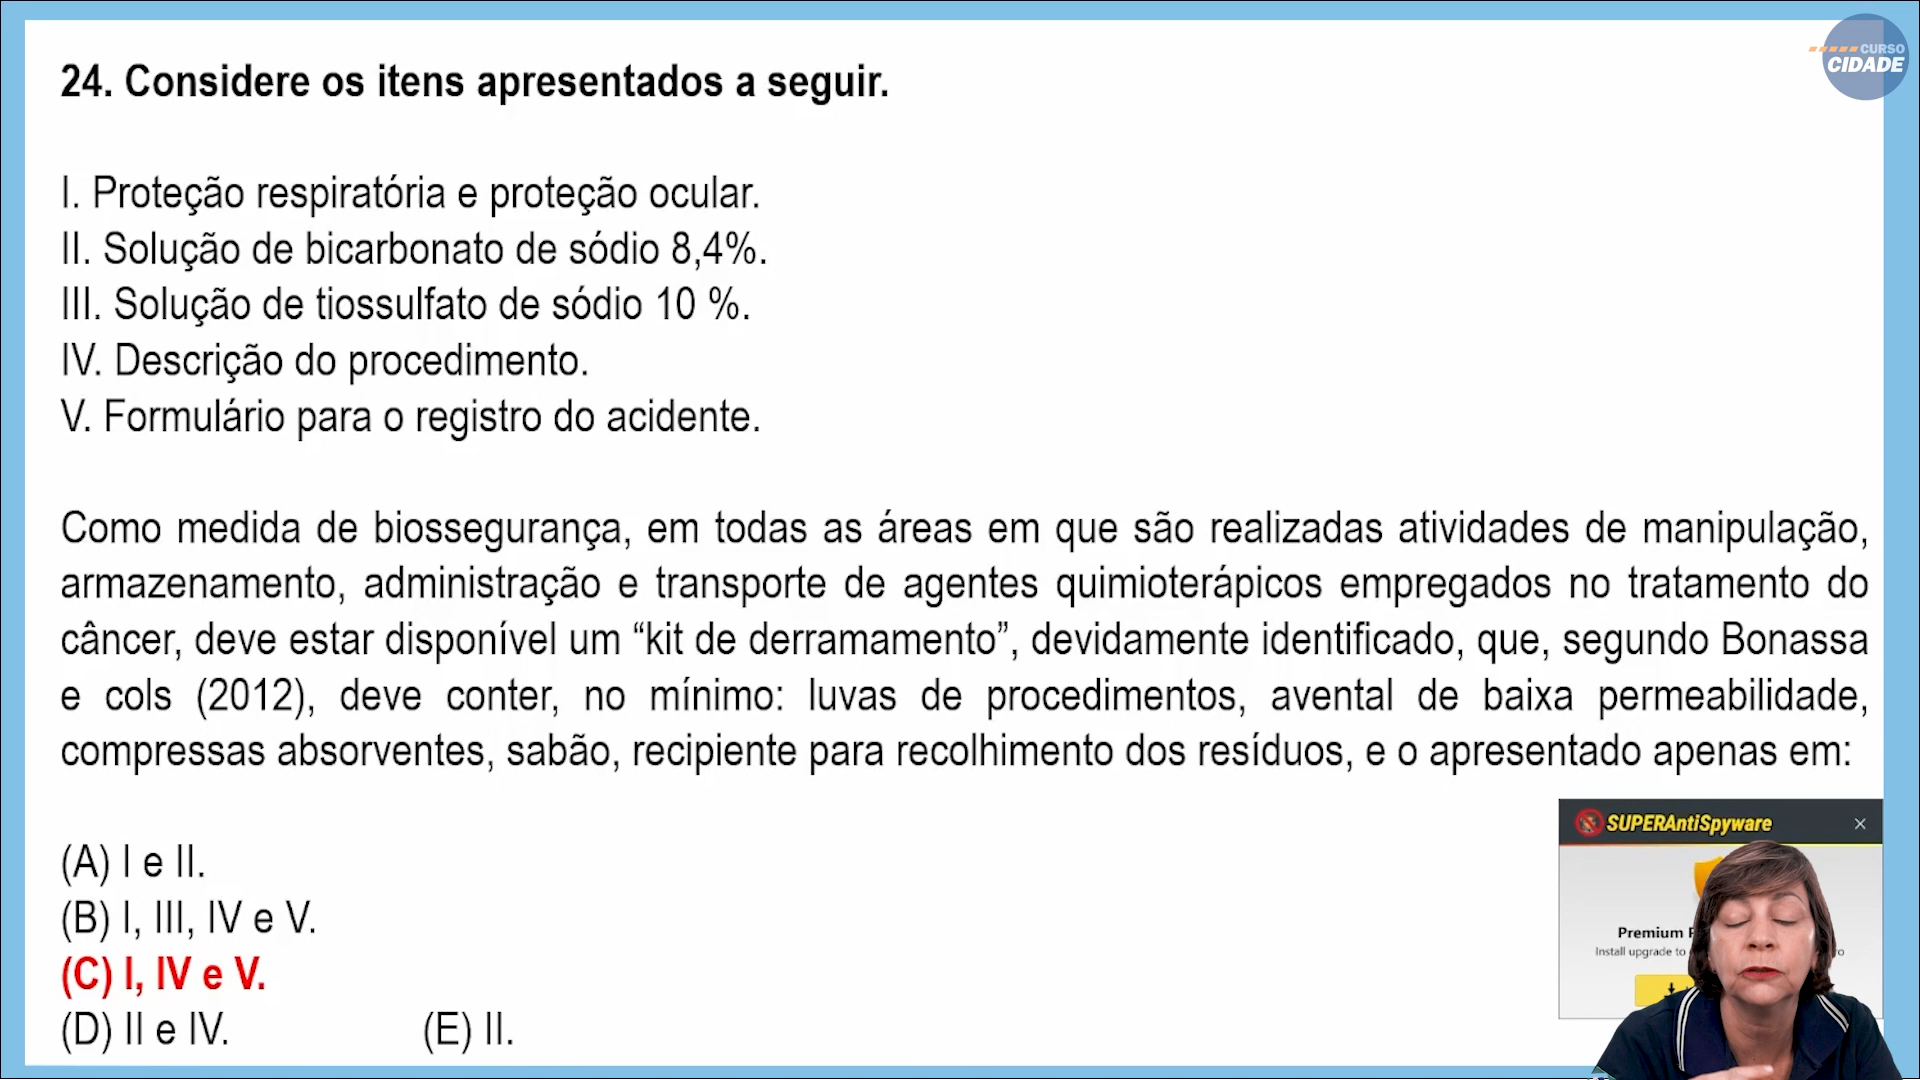 CURSO
CIDADE
24. Considere os itens apresentados a seguir.
I. Proteção respiratória e proteção ocular.
II. Solução de bicarbonato de sódio 8,4%.
III. Solução de tiossulfato de sódio 10 %.
IV. Descrição do procedimento.
V. Formulário para o registro do acidente.
Como medida de biossegurança, em todas as áreas em que são realizadas atividades de manipulação,
armazenamento, administração e transporte de agentes quimioterápicos empregados no tratamento do
câncer, deve estar disponível um “kit de derramamento”, devidamente identificado, que, segundo Bonassa
e cols (2012), deve conter, no mínimo: luvas de procedimentos, avental de baixa permeabilidade,
compressas absorventes, sabão, recipiente para recolhimento dos resíduos, e o apresentado apenas em:
(A) I e II.
(B) I, III, IV e V.
(C) I, IV e V.
(D) II e IV. (E) II.
SUPERAntiSpyware
Premium
Install upgrade to